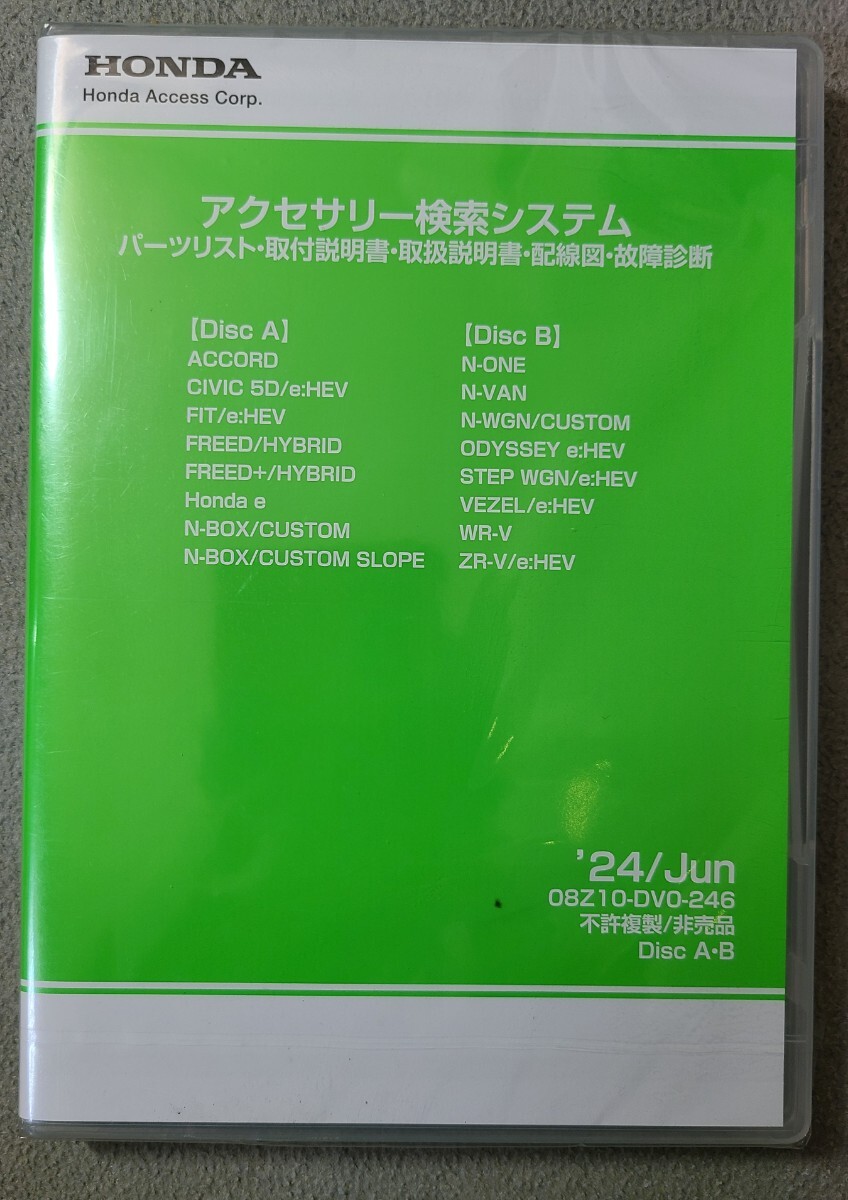 HONDA
Honda Access Corp.
アクセサリー検索システム
パーツリスト・取付説明書・取扱説明書・配線図・故障診断
【Disc A】
ACCORD
CIVIC 5D/e:HEV
FIT/e:HEV
FREED/HYBRID
FREED+/HYBRID
Honda e
N-BOX/CUSTOM
N-BOX/CUSTOM SLOPE
【Disc B】
N-ONE
N-VAN
N-WGN/CUSTOM
ODYSSEY e:HEV
STEP WGN/e:HEV
VEZEL/e:HEV
WR-V
ZR-V/e:HEV
'24/Jun
08Z10-DV0-246
不許複製/非売品
Disc A・B